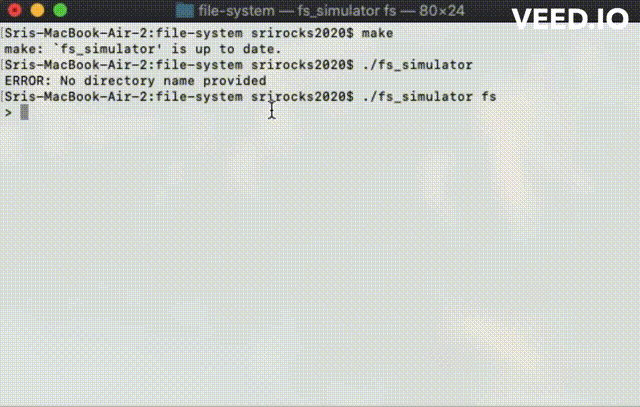 file-system — fs_simulator fs — 80×24
VEED.IO
[Sris-MacBook-Air-2:file-system srirocks2020$ make
make: `fs_simulator' is up to date.
[Sris-MacBook-Air-2:file-system srirocks2020$ ./fs_simulator
ERROR: No directory name provided
[Sris-MacBook-Air-2:file-system srirocks2020$ ./fs_simulator fs
>